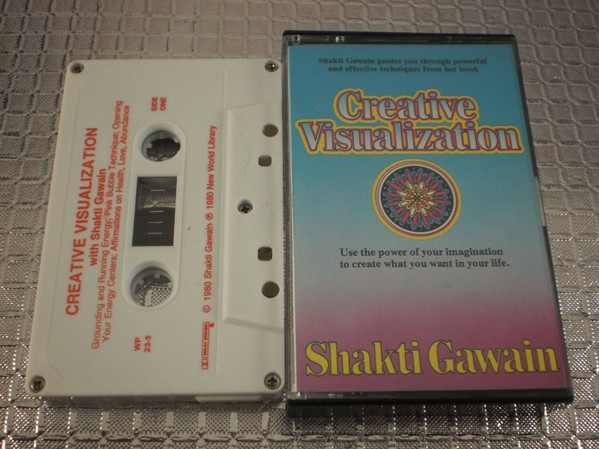 CREATIVE VISUALIZATION
with Shakti Gawain
Grounding and Running Energy; Pink Bubble Technique; Opening
Your Energy Centers; Affirmations on Health, Love, Abundance
SIDE
ONE
WP
23-5
© 1980 Shakti Gawain ℗ 1980 New World Library
DOLBY SYSTEM
Shakti Gawain guides you through powerful
and effective techniques from her book
Creative
Visualization
Use the power of your imagination
to create what you want in your life.
Shakti Gawain